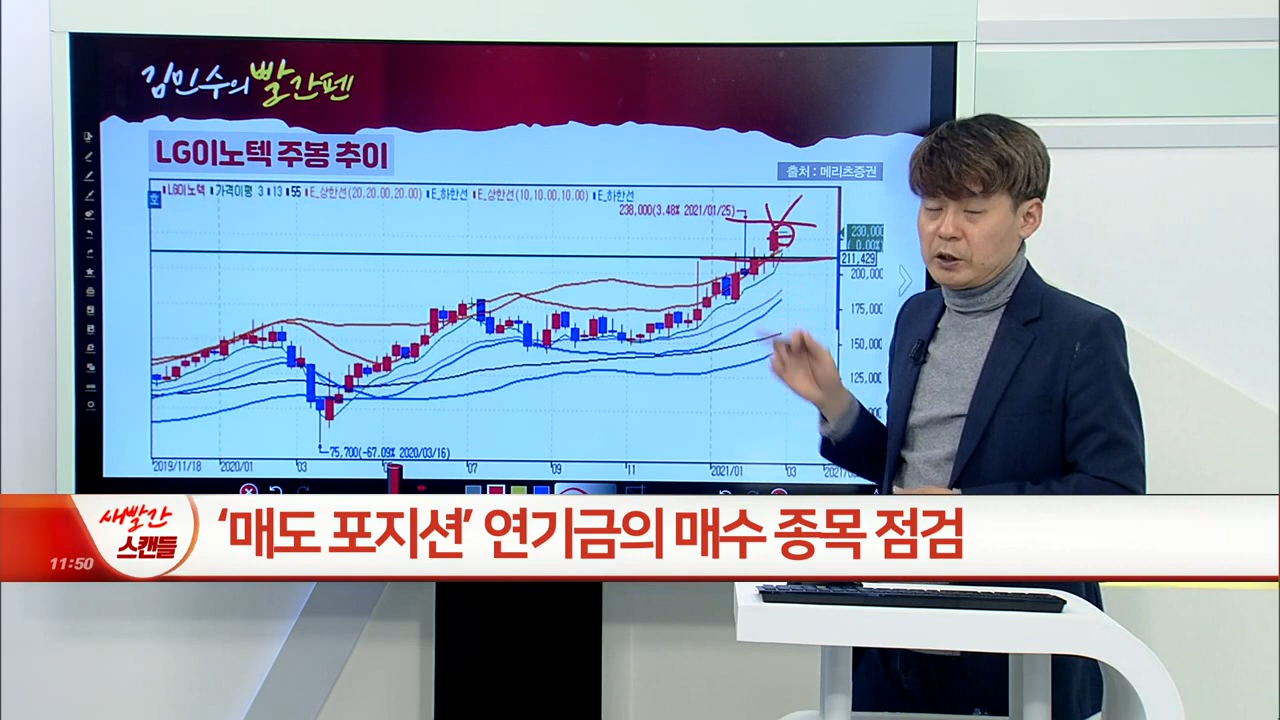 김민수의 빨간펜
LG이노텍 주봉 추이
출처 : 메리츠증권
LG이노텍 가격이평 3 13 55 E_상한선(20,20.00,20.00) E_하한선 E_상한선(10,10.00,10.00) E_하한선
238,000(3.48% 2021/01/25)
230,000
( 0.00%
211,429
200,000
175,000
150,000
125,000
75,700(-67.09% 2020/03/16)
2019/11/18 2020/01 03 07 09 11 2021/01 03
새빨간
스캔들
11:50
‘매도 포지션’ 연기금의 매수 종목 점검